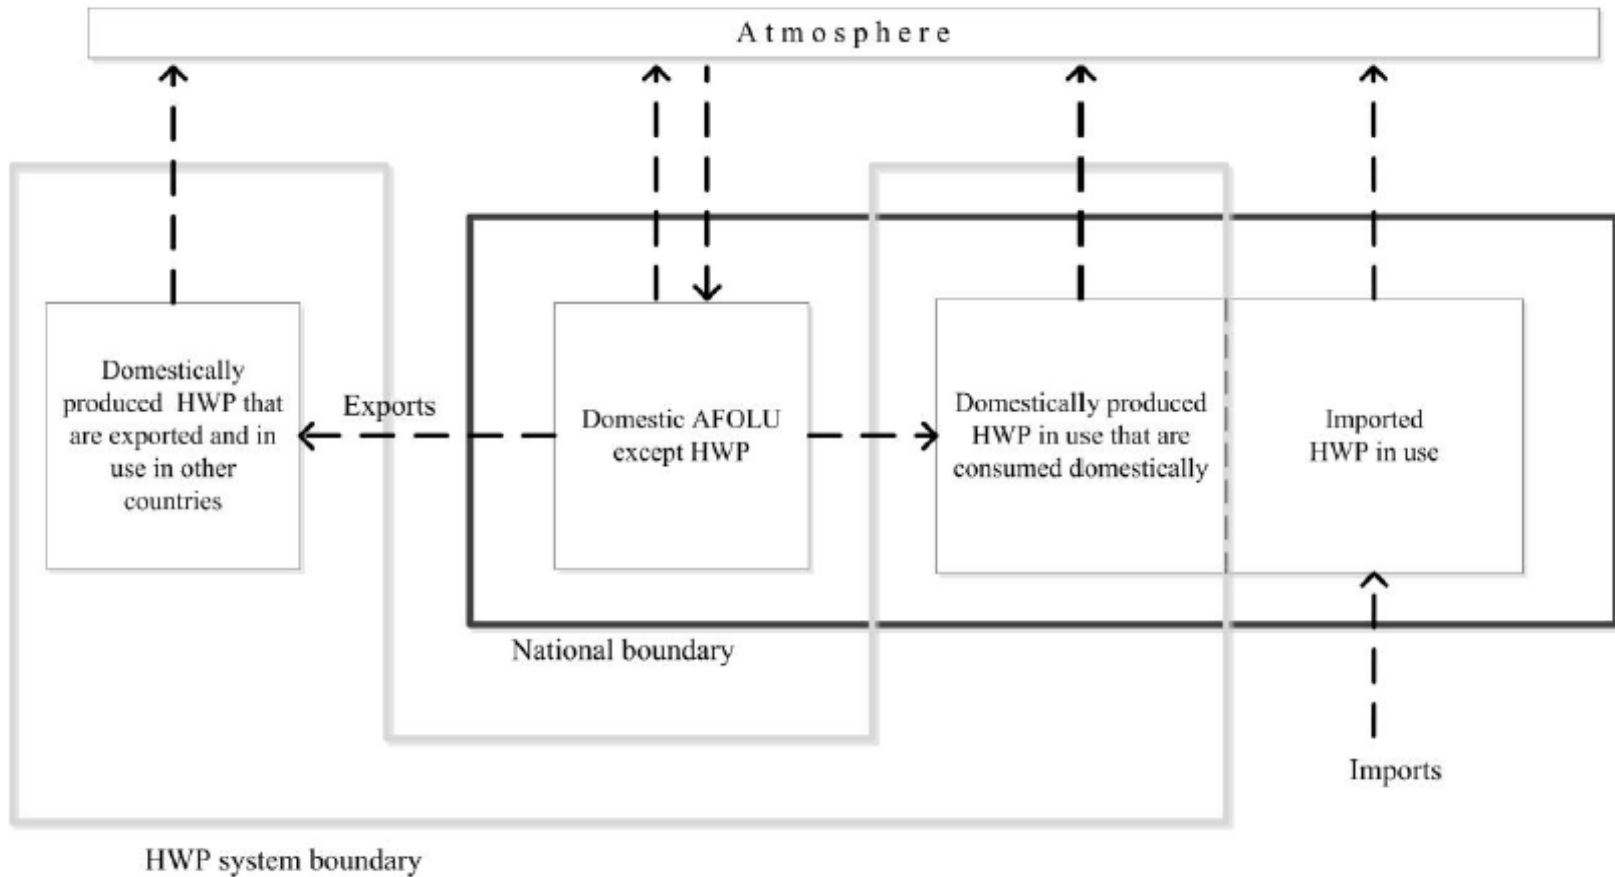 Atmosphere
Domestically
produced HWP that
are exported and in
use in other
countries
Exports
Domestic AFOLU
except HWP
Domestically produced
HWP in use that are
consumed domestically
Imported
HWP in use
National boundary
Imports
HWP system boundary